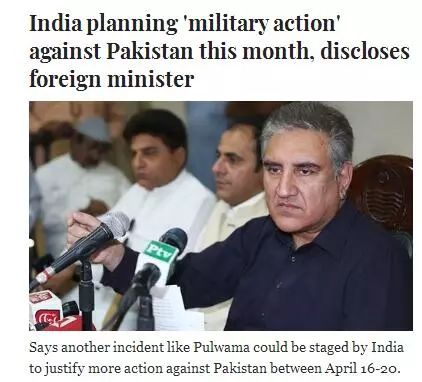 India planning 'military action'
against Pakistan this month, discloses
foreign minister
Ptv
Says another incident like Pulwama could be staged by India
to justify more action against Pakistan between April 16-20.